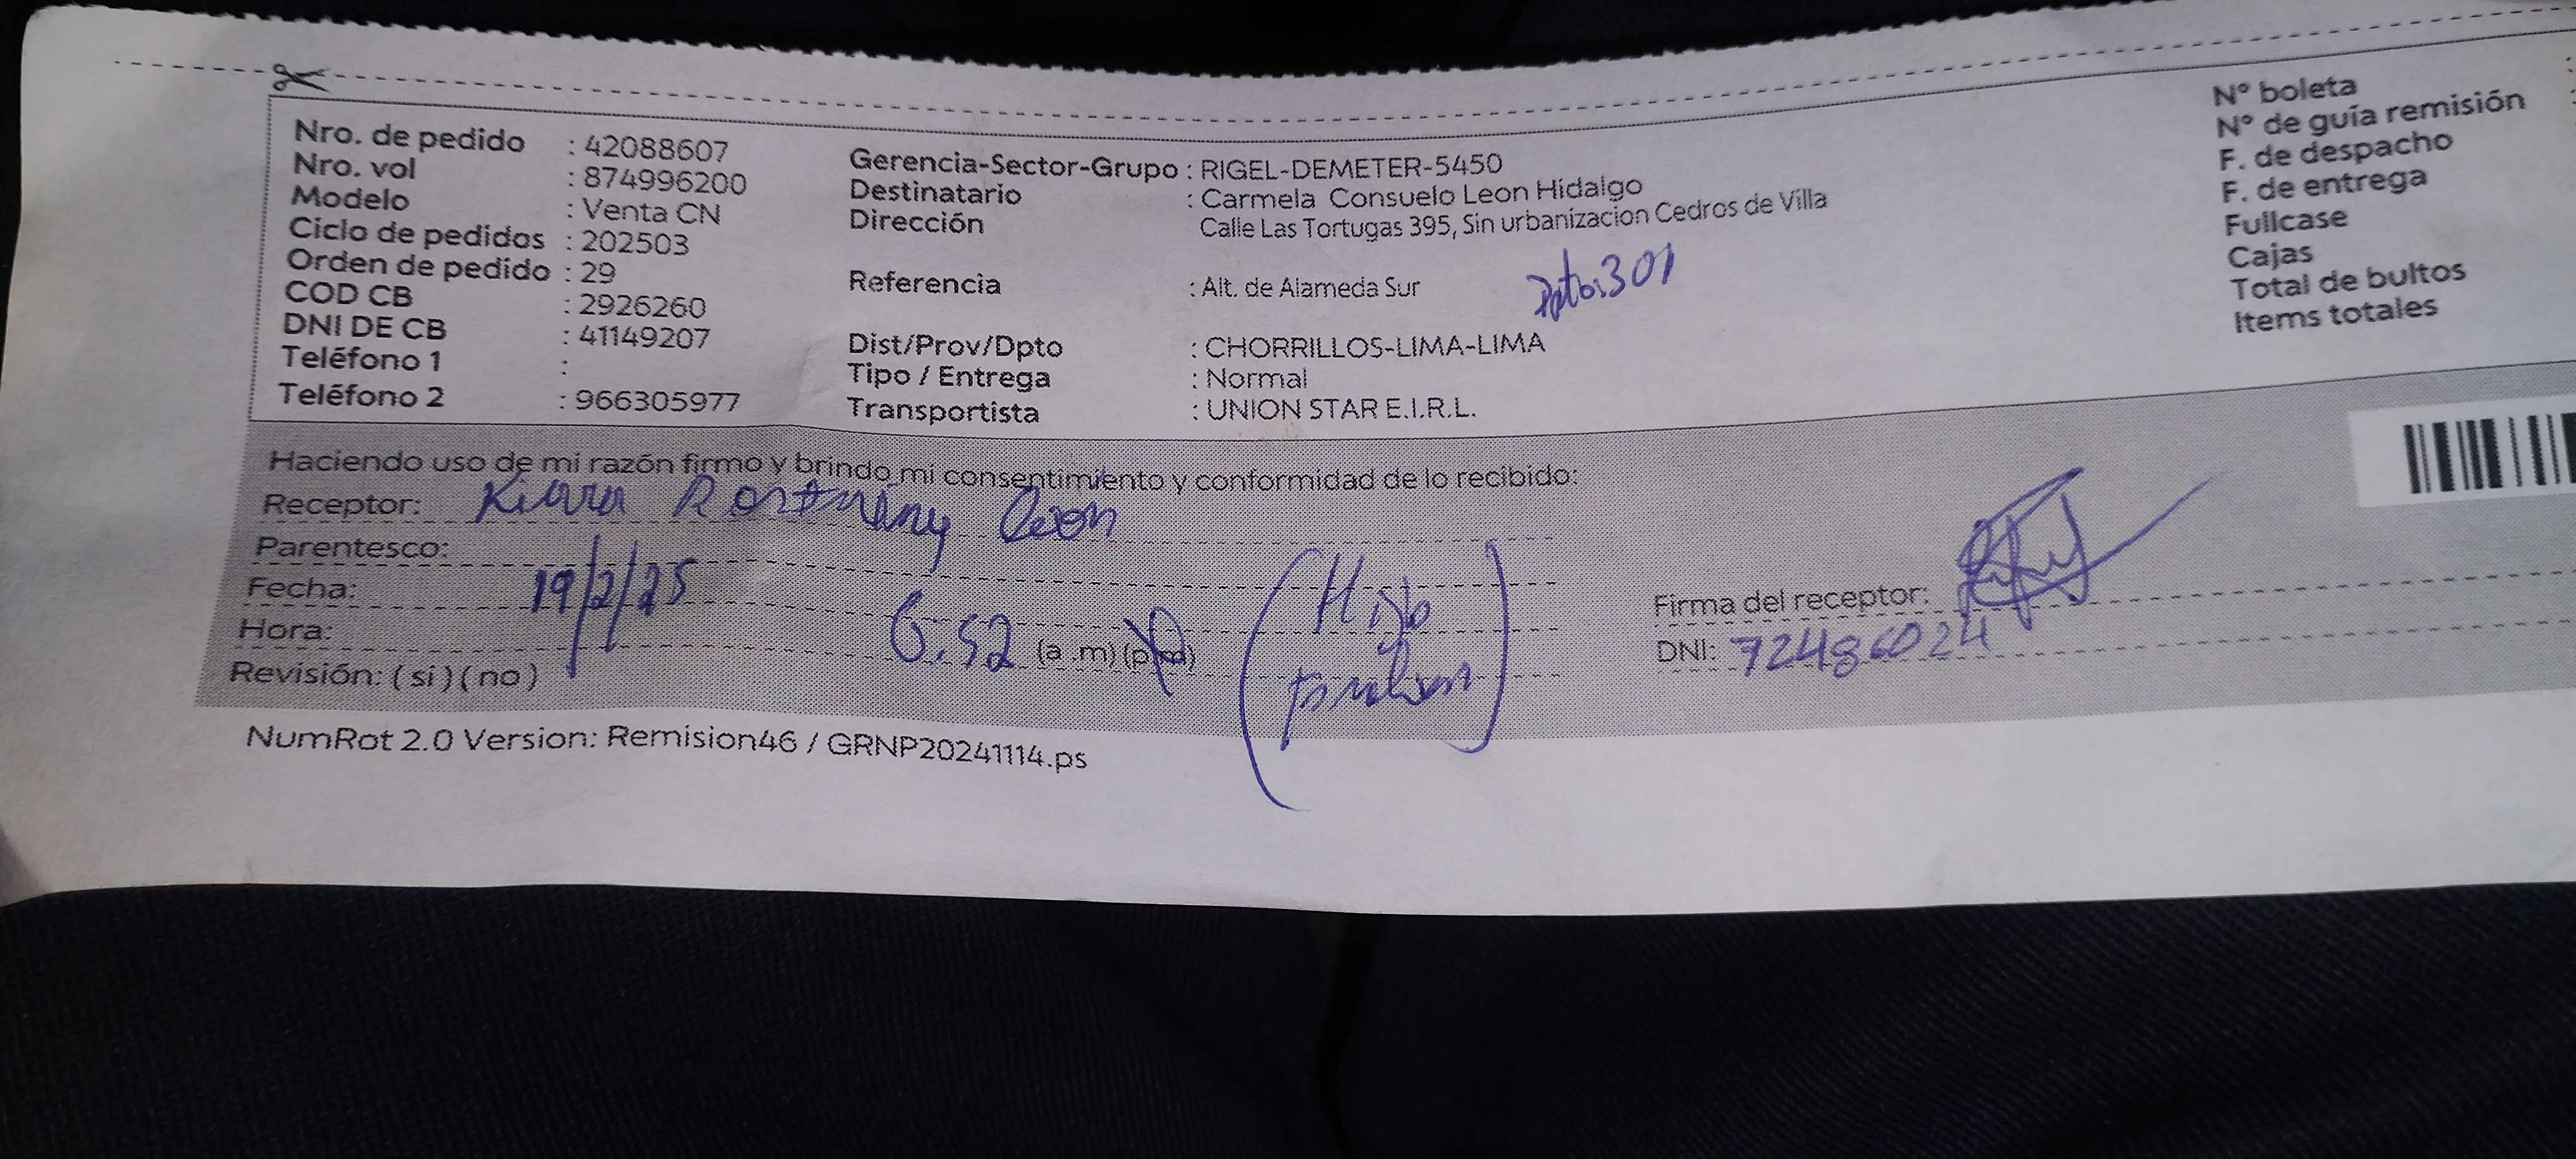 Nro. de pedido : 42088607
Nro. vol : 874996200
Modelo : Venta CN
Ciclo de pedidos : 202503
Orden de pedido : 29
COD CB : 2926260
DNI DE CB : 41149207
Teléfono 1 :
Teléfono 2 : 966305977
Gerencia-Sector-Grupo : RIGEL-DEMETER-5450
Destinatario : Carmela Consuelo Leon Hidalgo
Dirección Calle Las Tortugas 395, Sin urbanizacion Cedros de Villa
Referencia : Alt. de Alameda Sur
301
Dist/Prov/Dpto : CHORRILLOS-LIMA-LIMA
Tipo / Entrega : Normal
Transportista : UNION STAR E.I.R.L.
N° boleta :
N° de guía remisión :
F. de despacho
F. de entrega
Fullcase
Cajas
Total de bultos
Items totales
Haciendo uso de mi razón firmo y brindo mi consentimiento y conformidad de lo recibido:
Receptor: Kiara Leon
Parentesco:
Fecha: 19/2/25
Hora: 6:52 (a .m) (p.m)
Hijo
Revisión: ( si ) ( no )
Firma del receptor:
DNI: 72486024
NumRot 2.0 Version: Remision46 / GRNP20241114.ps